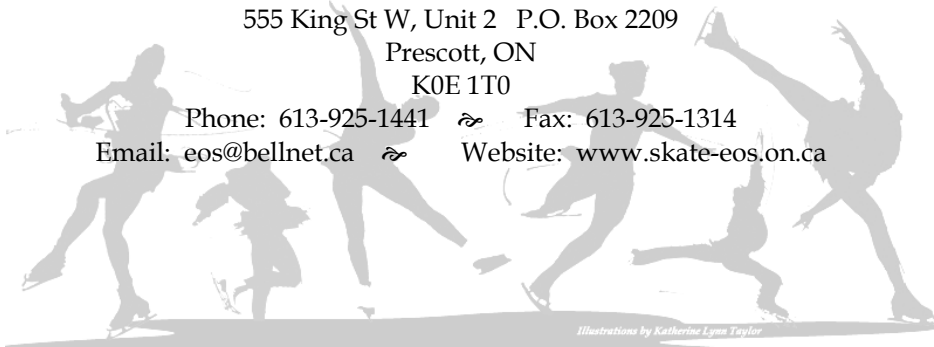 555 King St W, Unit 2 P.O. Box 2209
Prescott, ON
K0E 1T0
Phone: 613-925-1441 Fax: 613-925-1314
Email: eos@bellnet.ca Website: www.skate-eos.on.ca
Illustrations by Katherine Lynn Taylor